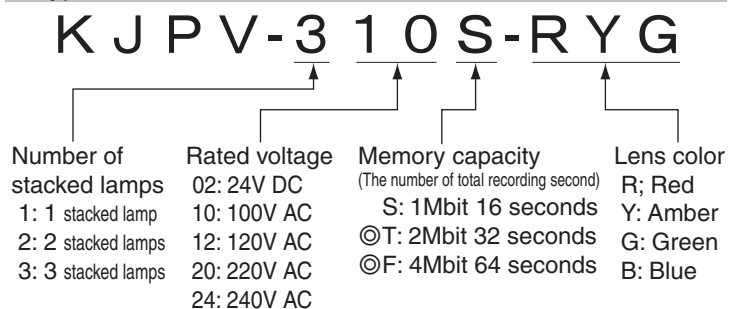 KJPV-310S-RYG
Number of
stacked lamps
1: 1 stacked lamp
2: 2 stacked lamps
3: 3 stacked lamps
Rated voltage
02: 24V DC
10: 100V AC
12: 120V AC
20: 220V AC
24: 240V AC
Memory capacity
(The number of total recording second)
S: 1Mbit 16 seconds
◎T: 2Mbit 32 seconds
◎F: 4Mbit 64 seconds
Lens color
R; Red
Y: Amber
G: Green
B: Blue